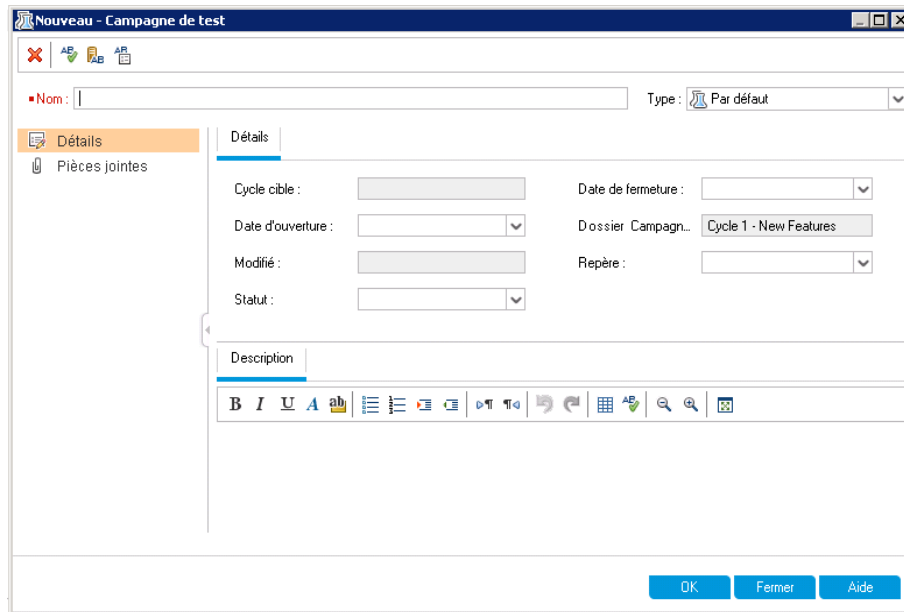 Nouveau - Campagne de test
Nom :
Type : Par défaut
Détails
Pièces jointes
Détails
Cycle cible :
Date de fermeture :
Date d'ouverture :
Dossier Campagn... Cycle 1 - New Features
Modifié :
Repère :
Statut :
Description
B I U A ab
OK Fermer Aide